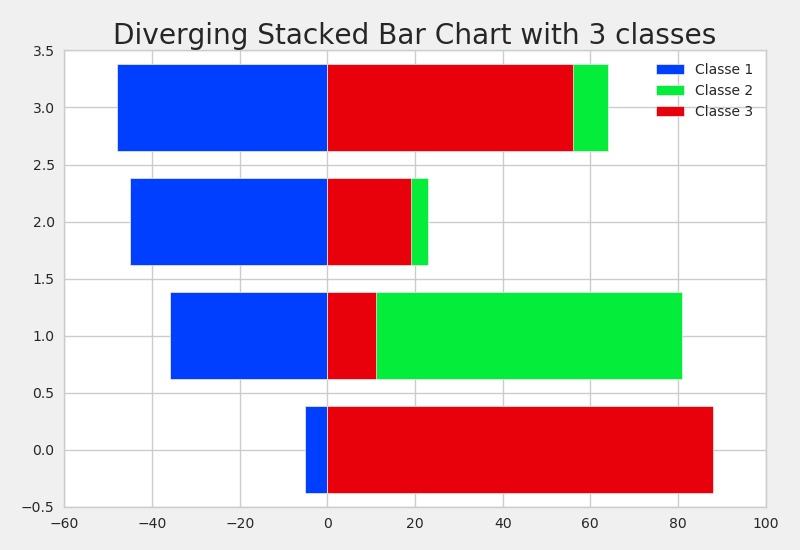 Diverging Stacked Bar Chart with 3 classes
3.5
3.0
2.5
2.0
1.5
1.0
0.5
0.0
−0.5
Classe 1
Classe 2
Classe 3
−60 −40 −20 0 20 40 60 80 100